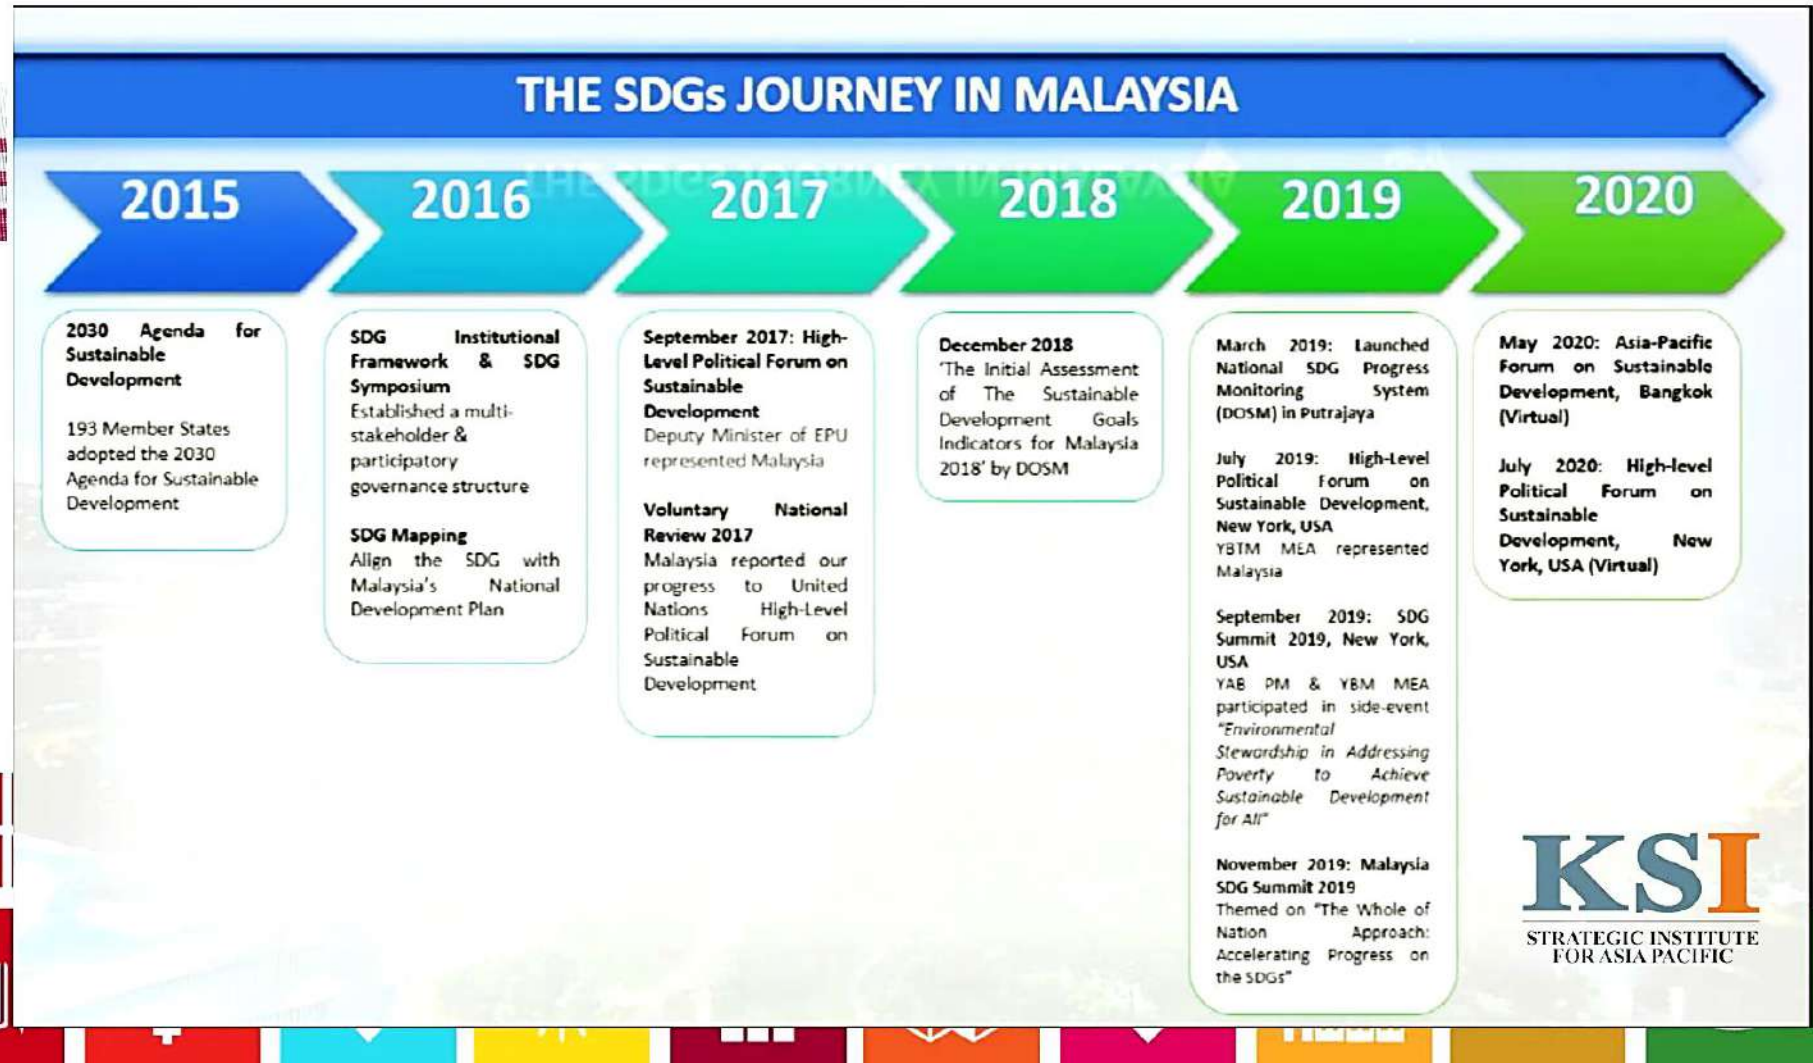 THE SDGs JOURNEY IN MALAYSIA
2015
2016
2017
2018
2019
2020
2030 Agenda for
Sustainable
Development
193 Member States
adopted the 2030
Agenda for Sustainable
Development
SDG Institutional
Framework & SDG
Symposium
Established a multi-
stakeholder &
participatory
governance structure
SDG Mapping
Align the SDG with
Malaysia's National
Development Plan
September 2017: High-
Level Political Forum on
Sustainable
Development
Deputy Minister of EPU
represented Malaysia
Voluntary National
Review 2017
Malaysia reported our
progress to United
Nations High-Level
Political Forum on
Sustainable
Development
December 2018
'The Initial Assessment
of The Sustainable
Development Goals
Indicators for Malaysia
2018' by DOSM
March 2019: Launched
National SDG Progress
Monitoring System
(DOSM) in Putrajaya
July 2019: High-Level
Political Forum on
Sustainable Development,
New York, USA
YBTM MEA represented
Malaysia
September 2019: SDG
Summit 2019, New York,
USA
YAB PM & YBM MEA
participated in side-event
"Environmental
Stewardship in Addressing
Poverty to Achieve
Sustainable Development
for All"
November 2019: Malaysia
SDG Summit 2019
Themed on "The Whole of
Nation Approach:
Accelerating Progress on
the SDGs"
May 2020: Asia-Pacific
Forum on Sustainable
Development, Bangkok
(Virtual)
July 2020: High-level
Political Forum on
Sustainable
Development, New
York, USA (Virtual)
KSI
STRATEGIC INSTITUTE
FOR ASIA PACIFIC